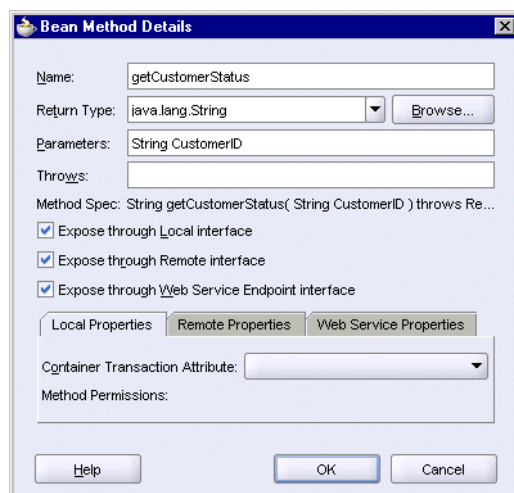 Bean Method Details
Name: getCustomerStatus
Return Type: java.lang.String Browse...
Parameters: String CustomerID
Throws:
Method Spec: String getCustomerStatus( String CustomerID ) throws Re...
Expose through Local interface
Expose through Remote interface
Expose through Web Service Endpoint interface
Local Properties Remote Properties Web Service Properties
Container Transaction Attribute:
Method Permissions:
Help OK Cancel